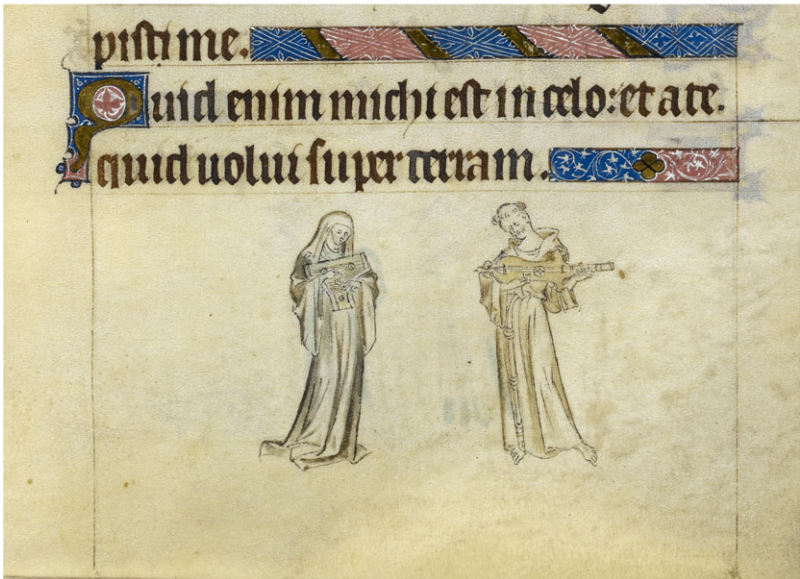 pisti me.
Quid enim michi est in celo: et a te.
quid uolui super terram.